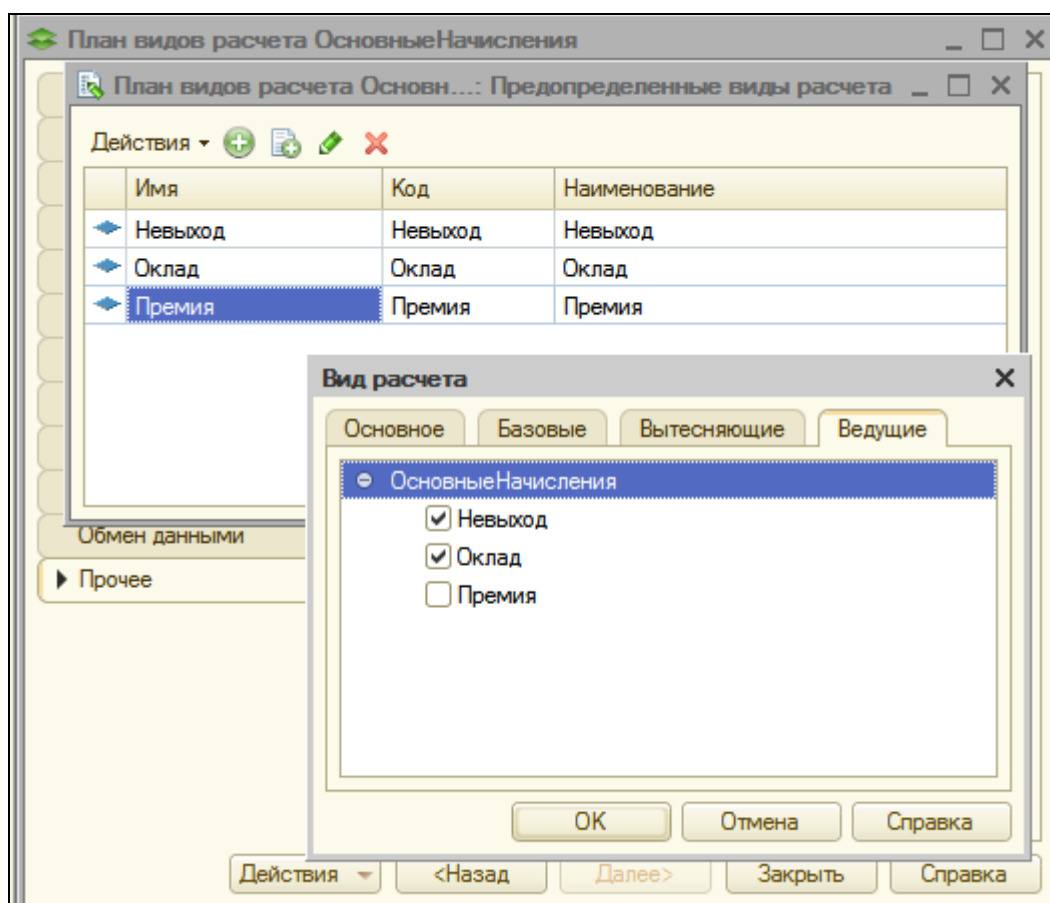 План видов расчета ОсновныеНачисления
План видов расчета Основн...: Предопределенные виды расчета
Действия
Имя Код Наименование
Невыход Невыход Невыход
Оклад Оклад Оклад
Премия Премия Премия
Вид расчета
Основное Базовые Вытесняющие Ведущие
ОсновныеНачисления
Невыход
Оклад
Премия
Обмен данными
Прочее
OK Отмена Справка
Действия <Назад Далее> Закрыть Справка